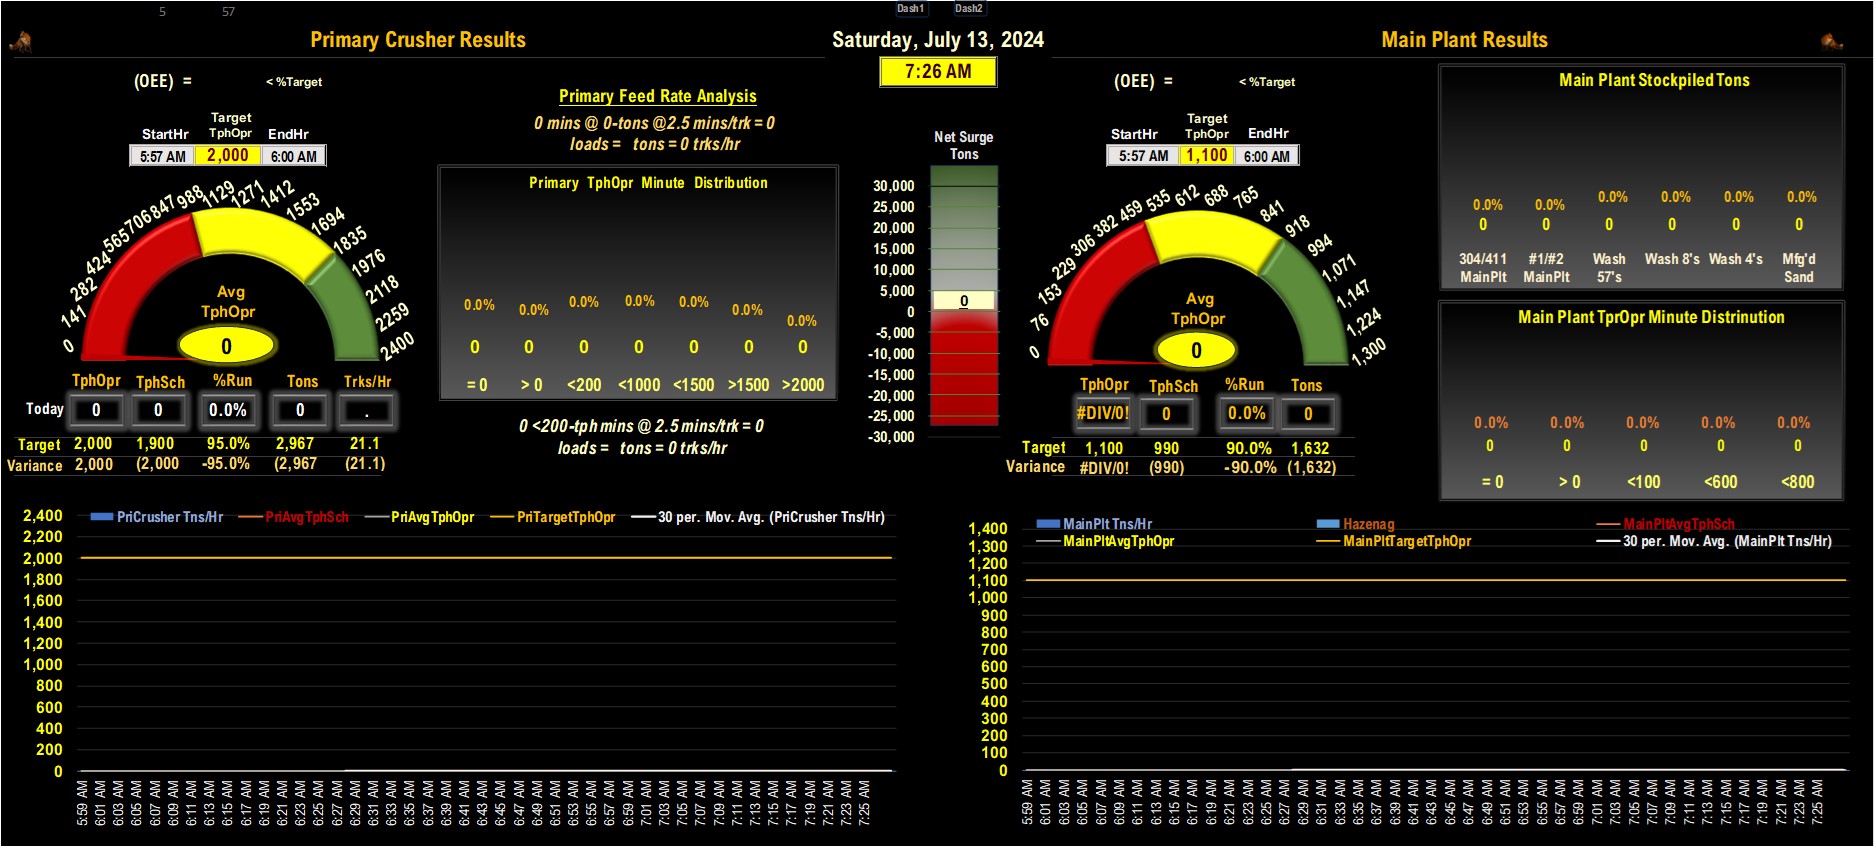 5 57 Dash1 Dash2
Primary Crusher Results
Saturday, July 13, 2024
Main Plant Results
7:26 AM
(OEE) = < %Target
Target
StartHr TphOpr EndHr
5:57 AM 2,000 6:00 AM
0 141 282 424 565 706 847 988 1129 1271 1412 1553 1694 1835 1976 2118 2259 2400
Avg
TphOpr
0
TphOpr TphSch %Run Tons Trks/Hr
Today 0 0 0.0% 0 .
Target 2,000 1,900 95.0% 2,967 21.1
Variance 2,000 (2,000 -95.0% (2,967 (21.1)
Primary Feed Rate Analysis
0 mins @ 0-tons @2.5 mins/trk = 0
loads = tons = 0 trks/hr
Primary TphOpr Minute Distribution
0.0% 0.0% 0.0% 0.0% 0.0% 0.0% 0.0%
0 0 0 0 0 0 0
= 0 > 0 <200 <1000 <1500 >1500 >2000
0 <200-tph mins @ 2.5 mins/trk = 0
loads = tons = 0 trks/hr
Net Surge
Tons
30,000
25,000
20,000
15,000
10,000
5,000
0
0
-5,000
-10,000
-15,000
-20,000
-25,000
-30,000
(OEE) = < %Target
Target
StartHr TphOpr EndHr
5:57 AM 1,100 6:00 AM
0 76 153 229 306 382 459 535 612 688 765 841 918 994 1,071 1,147 1,224 1,300
Avg
TphOpr
0
TphOpr TphSch %Run Tons
#DIV/0! 0 0.0% 0
Target 1,100 990 90.0% 1,632
Variance #DIV/0! (990) -90.0% (1,632)
Main Plant Stockpiled Tons
0.0% 0.0% 0.0% 0.0% 0.0% 0.0%
0 0 0 0 0 0
304/411 #1/#2 Wash Wash 8's Wash 4's Mfg'd
MainPlt MainPlt 57's Sand
Main Plant TprOpr Minute Distrinution
0.0% 0.0% 0.0% 0.0% 0.0%
0 0 0 0 0
= 0 > 0 <100 <600 <800
PriCrusher Tns/Hr PriAvgTphSch PriAvgTphOpr PriTargetTphOpr 30 per. Mov. Avg. (PriCrusher Tns/Hr)
2,400
2,200
2,000
1,800
1,600
1,400
1,200
1,000
800
600
400
200
0
5:59 AM 6:01 AM 6:03 AM 6:05 AM 6:07 AM 6:09 AM 6:11 AM 6:13 AM 6:15 AM 6:17 AM 6:19 AM 6:21 AM 6:23 AM 6:25 AM 6:27 AM 6:29 AM 6:31 AM 6:33 AM 6:35 AM 6:37 AM 6:39 AM 6:41 AM 6:43 AM 6:45 AM 6:47 AM 6:49 AM 6:51 AM 6:53 AM 6:55 AM 6:57 AM 6:59 AM 7:01 AM 7:03 AM 7:05 AM 7:07 AM 7:09 AM 7:11 AM 7:13 AM 7:15 AM 7:17 AM 7:19 AM 7:21 AM 7:23 AM 7:25 AM
MainPlt Tns/Hr Hazenag MainPltAvgTphSch
MainPltAvgTphOpr MainPltTargetTphOpr 30 per. Mov. Avg. (MainPlt Tns/Hr)
1,400
1,300
1,200
1,100
1,000
900
800
700
600
500
400
300
200
100
0
5:59 AM 6:01 AM 6:03 AM 6:05 AM 6:07 AM 6:09 AM 6:11 AM 6:13 AM 6:15 AM 6:17 AM 6:19 AM 6:21 AM 6:23 AM 6:25 AM 6:27 AM 6:29 AM 6:31 AM 6:33 AM 6:35 AM 6:37 AM 6:39 AM 6:41 AM 6:43 AM 6:45 AM 6:47 AM 6:49 AM 6:51 AM 6:53 AM 6:55 AM 6:57 AM 6:59 AM 7:01 AM 7:03 AM 7:05 AM 7:07 AM 7:09 AM 7:11 AM 7:13 AM 7:15 AM 7:17 AM 7:19 AM 7:21 AM 7:23 AM 7:25 AM